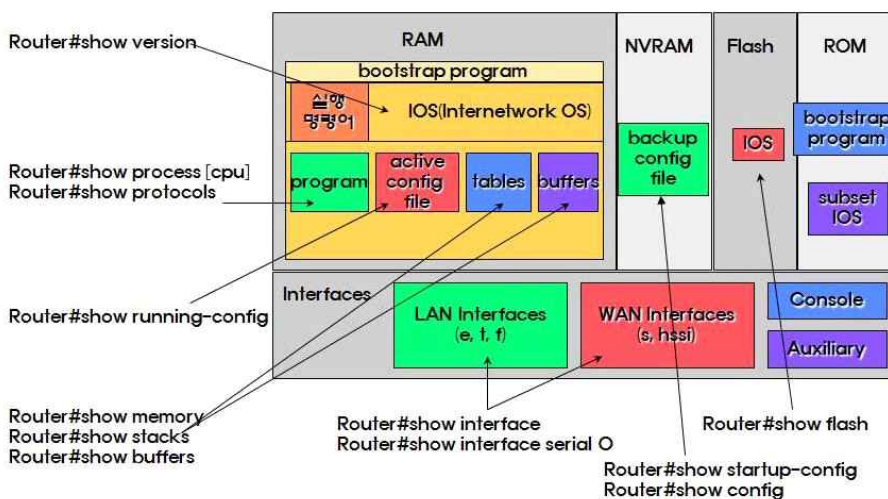 Router#show version
RAM
NVRAM
Flash
ROM
bootstrap program
실행
명령어
IOS(Internetwork OS)
backup
config
file
IOS
bootstrap
program
Router#show process [cpu]
Router#show protocols
program
active
config
file
tables
buffers
subset
IOS
Router#show running-config
Interfaces
LAN Interfaces
(e, t, f)
WAN Interfaces
(s, hssi)
Console
Auxiliary
Router#show memory
Router#show stacks
Router#show buffers
Router#show interface
Router#show interface serial 0
Router#show flash
Router#show startup-config
Router#show config